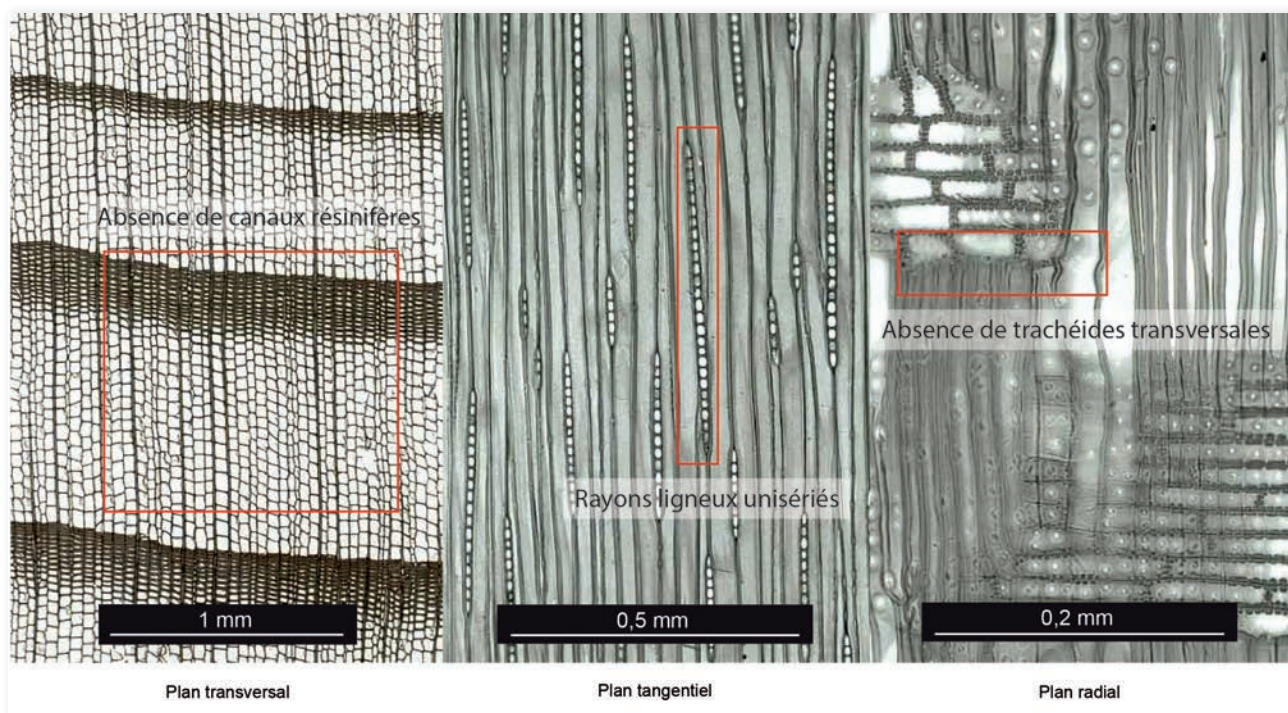 Absence de canaux résinifères
Rayons ligneux unisériés
Absence de trachéides transversales
1 mm
0,5 mm
0,2 mm
Plan transversal
Plan tangentiel
Plan radial